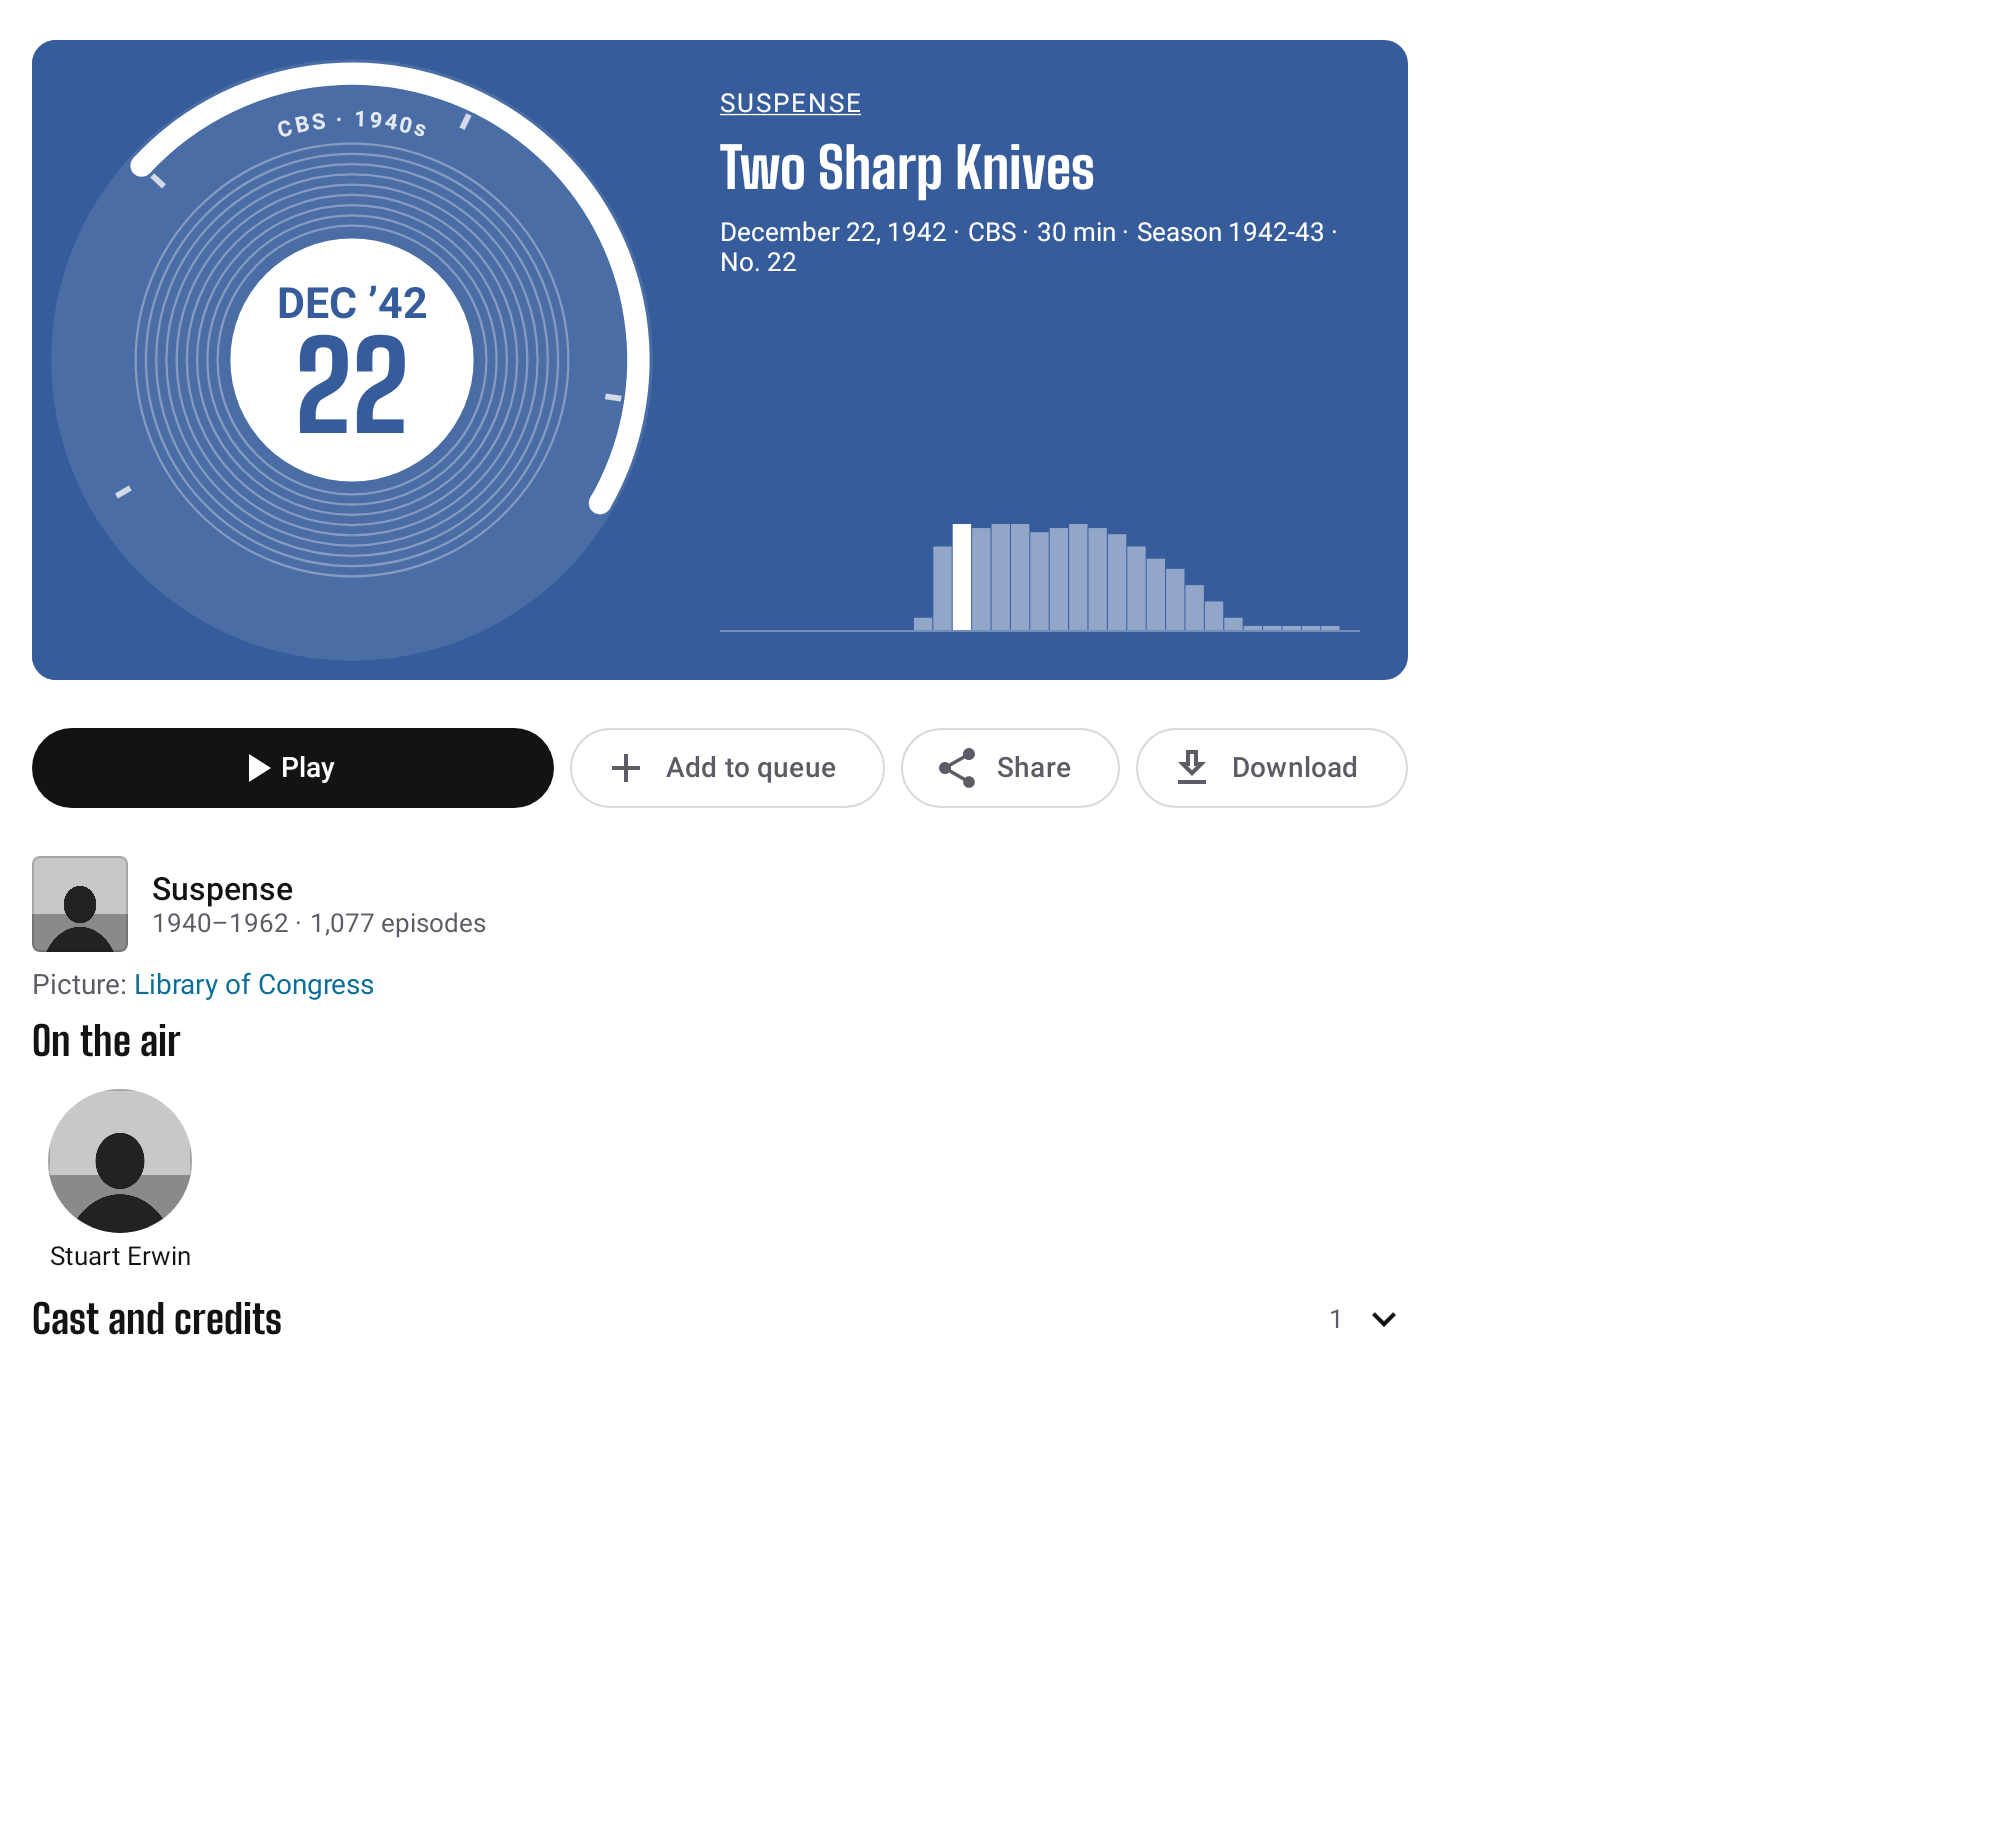 CBS · 1940s
DEC ’42
22
SUSPENSE
Two Sharp Knives
December 22, 1942 · CBS · 30 min · Season 1942-43 ·
No. 22
Play
Add to queue
Share
Download
Suspense
1940–1962 · 1,077 episodes
Picture: Library of Congress
On the air
Stuart Erwin
Cast and credits
1